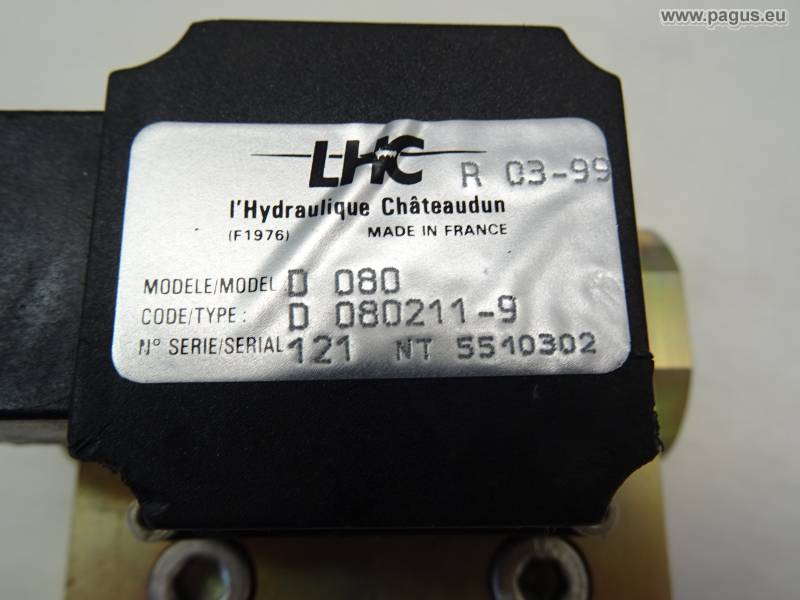 www.pagus.eu
LHC R 03-99
l'Hydraulique Châteaudun
(F1976) MADE IN FRANCE
MODELE/MODEL D 080
CODE/TYPE: D 080211-9
N° SERIE/SERIAL 121 NT 5510302